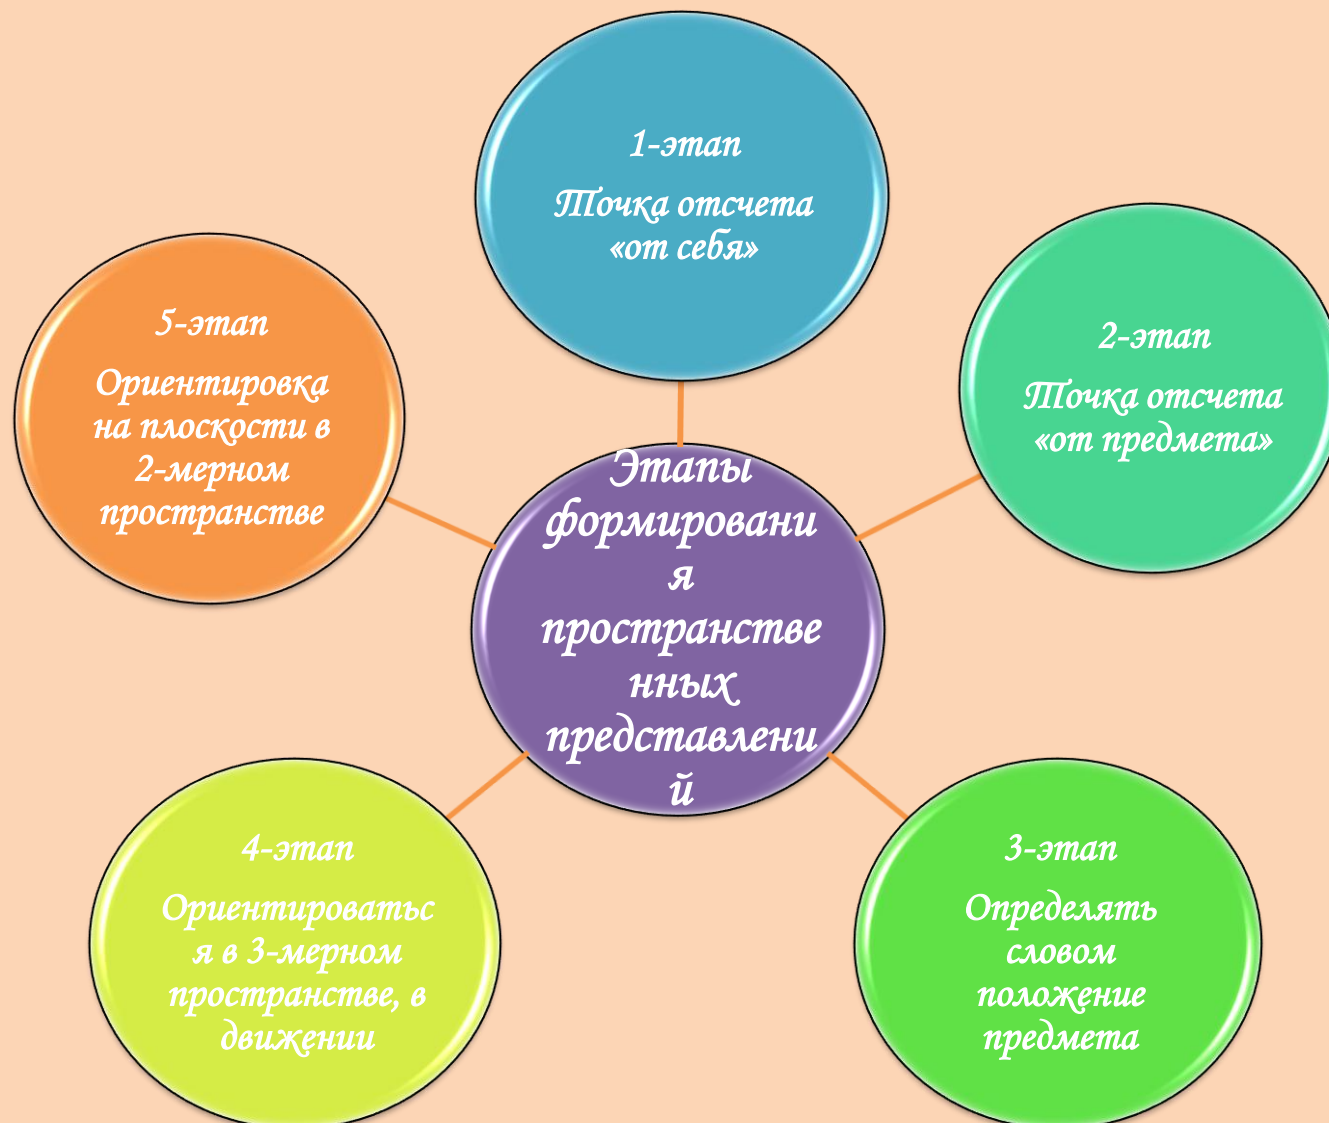 1-этап
Точка отсчета
«от себя»
2-этап
Точка отсчета
«от предмета»
3-этап
Определять
словом
положение
предмета
4-этап
Ориентироватьс
я в 3-мерном
пространстве, в
движении
5-этап
Ориентировка
на плоскости в
2-мерном
пространстве
Этапы
формировани
я
пространстве
нных
представлени
й